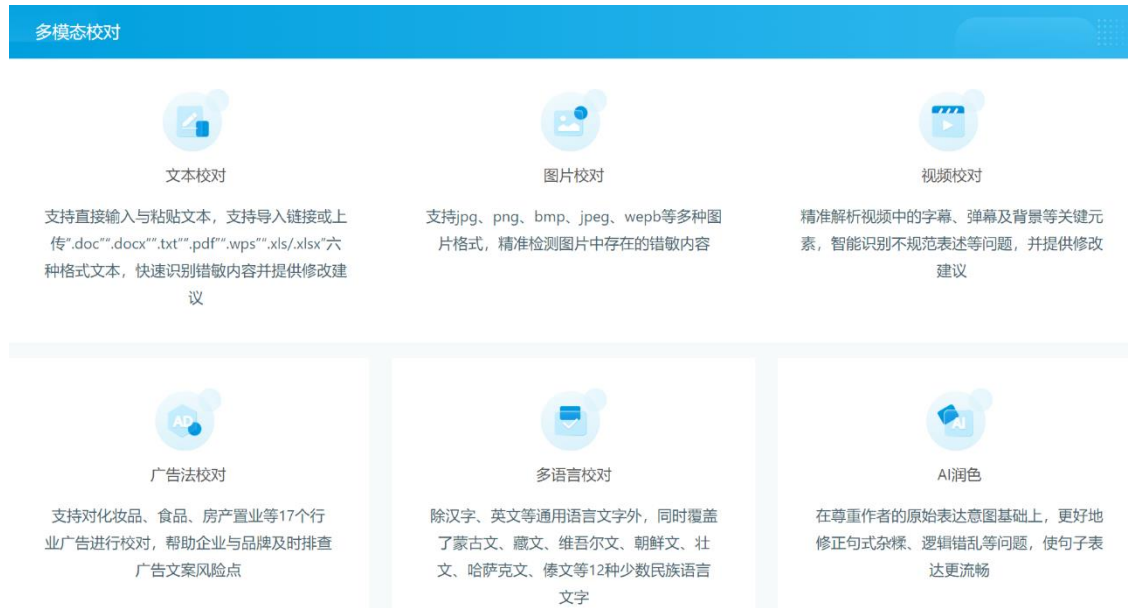 多模态校对
文本校对
支持直接输入与粘贴文本，支持导入链接或上
传".doc"".docx"".txt"".pdf"".wps"".xls/.xlsx"六
种格式文本，快速识别错敏内容并提供修改建
议
图片校对
支持jpg、png、bmp、jpeg、wepb等多种图
片格式，精准检测图片中存在的错敏内容
视频校对
精准解析视频中的字幕、弹幕及背景等关键元
素，智能识别不规范表述等问题，并提供修改
建议
AD
广告法校对
支持对化妆品、食品、房产置业等17个行
业广告进行校对，帮助企业与品牌及时排查
广告文案风险点
多语言校对
除汉字、英文等通用语言文字外，同时覆盖
了蒙古文、藏文、维吾尔文、朝鲜文、壮
文、哈萨克文、傣文等12种少数民族语言
文字
AI
AI润色
在尊重作者的原始表达意图基础上，更好地
修正句式杂糅、逻辑错乱等问题，使句子表
达更流畅